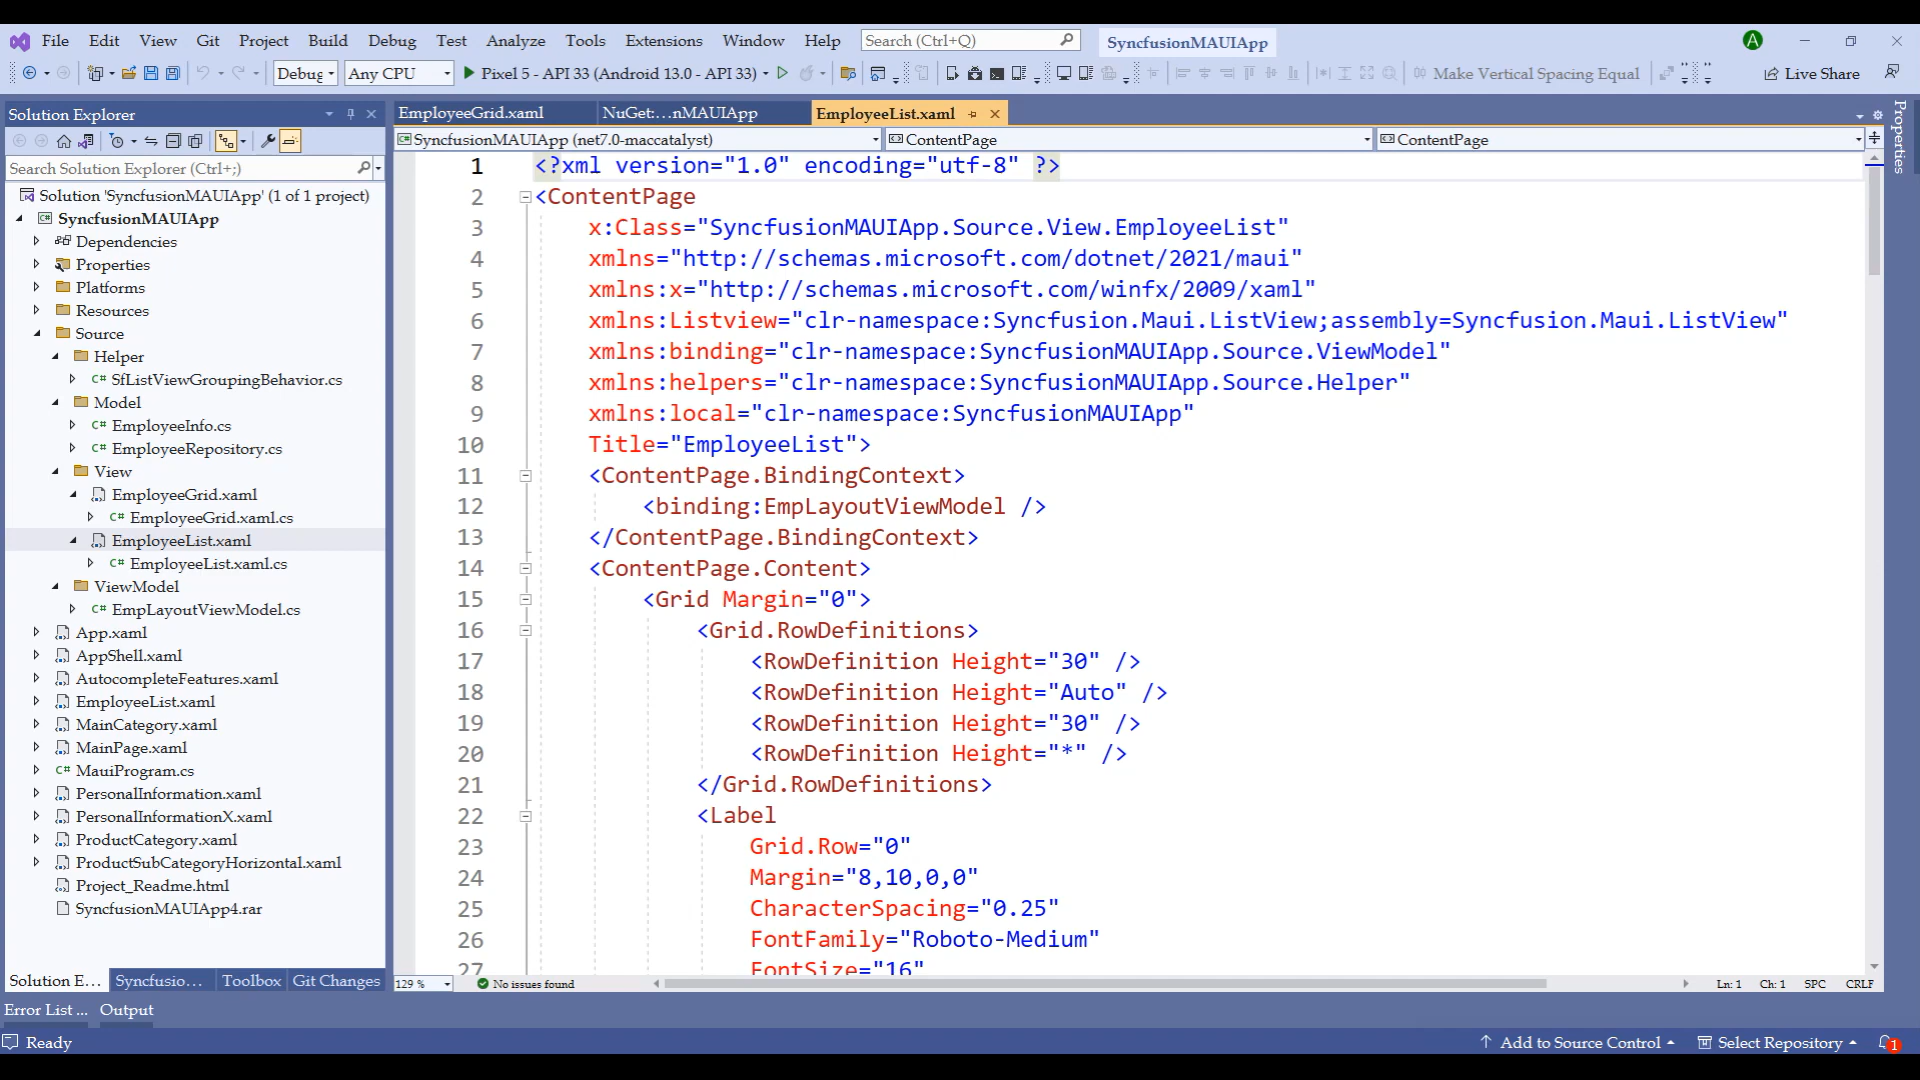 File Edit View Git Project Build Debug Test Analyze Tools Extensions Window Help Search (Ctrl+Q) SyncfusionMAUIApp A
Debug Any CPU Pixel 5 - API 33 (Android 13.0 - API 33) Make Vertical Spacing Equal Live Share
Solution Explorer
EmployeeGrid.xaml NuGet:...nMAUIApp EmployeeList.xaml
SyncfusionMAUIApp (net7.0-maccatalyst) ContentPage ContentPage
Properties
Search Solution Explorer (Ctrl+;)
Solution 'SyncfusionMAUIApp' (1 of 1 project)
SyncfusionMAUIApp
Dependencies
Properties
Platforms
Resources
Source
Helper
SfListViewGroupingBehavior.cs
Model
EmployeeInfo.cs
EmployeeRepository.cs
View
EmployeeGrid.xaml
EmployeeGrid.xaml.cs
EmployeeList.xaml
EmployeeList.xaml.cs
ViewModel
EmpLayoutViewModel.cs
App.xaml
AppShell.xaml
AutocompleteFeatures.xaml
EmployeeList.xaml
MainCategory.xaml
MainPage.xaml
MauiProgram.cs
PersonalInformation.xaml
PersonalInformationX.xaml
ProductCategory.xaml
ProductSubCategoryHorizontal.xaml
Project_Readme.html
SyncfusionMAUIApp4.rar
1 <?xml version="1.0" encoding="utf-8" ?>
2 <ContentPage
3 x:Class="SyncfusionMAUIApp.Source.View.EmployeeList"
4 xmlns="http://schemas.microsoft.com/dotnet/2021/maui"
5 xmlns:x="http://schemas.microsoft.com/winfx/2009/xaml"
6 xmlns:Listview="clr-namespace:Syncfusion.Maui.ListView;assembly=Syncfusion.Maui.ListView"
7 xmlns:binding="clr-namespace:SyncfusionMAUIApp.Source.ViewModel"
8 xmlns:helpers="clr-namespace:SyncfusionMAUIApp.Source.Helper"
9 xmlns:local="clr-namespace:SyncfusionMAUIApp"
10 Title="EmployeeList">
11 <ContentPage.BindingContext>
12 <binding:EmpLayoutViewModel />
13 </ContentPage.BindingContext>
14 <ContentPage.Content>
15 <Grid Margin="0">
16 <Grid.RowDefinitions>
17 <RowDefinition Height="30" />
18 <RowDefinition Height="Auto" />
19 <RowDefinition Height="30" />
20 <RowDefinition Height="*" />
21 </Grid.RowDefinitions>
22 <Label
23 Grid.Row="0"
24 Margin="8,10,0,0"
25 CharacterSpacing="0.25"
26 FontFamily="Roboto-Medium"
27 FontSize="16"
Solution E... Syncfusio... Toolbox Git Changes
129 % No issues found Ln: 1 Ch: 1 SPC CRLF
Error List ... Output
Ready Add to Source Control Select Repository 1